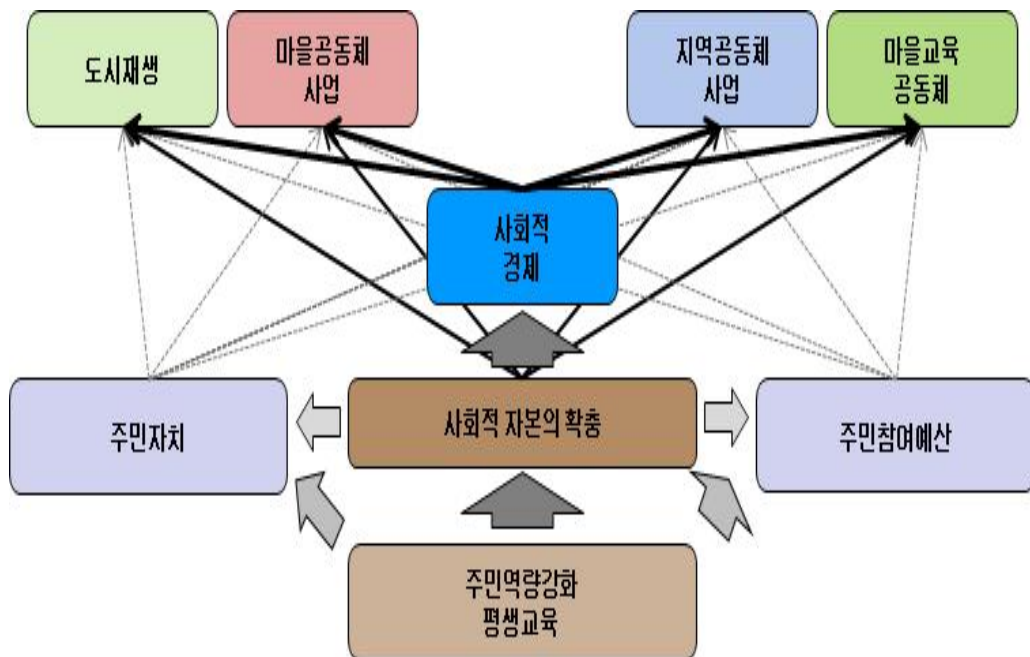 도시재생
마을공동체
사업
지역공동체
사업
마을교육
공동체
사회적
경제
주민자치
사회적 자본의 확충
주민참여예산
주민역량강화
평생교육